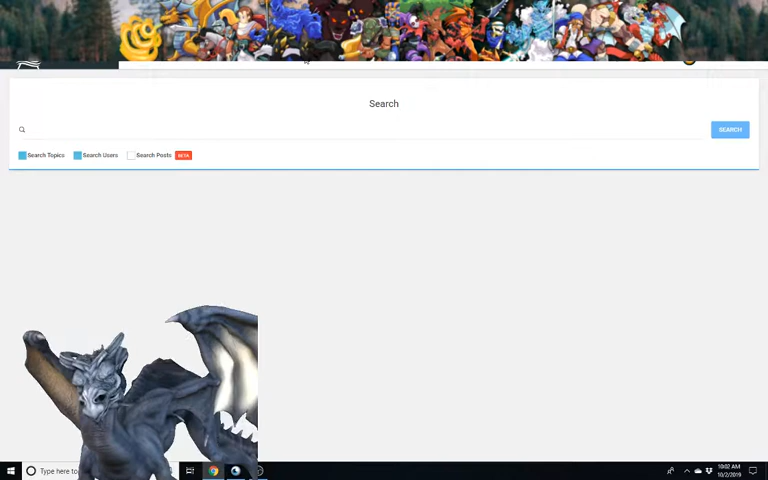 Search
SEARCH
Search Topics Search Users Search Posts BETA
Type here to
10:02 AM
10/2/2019